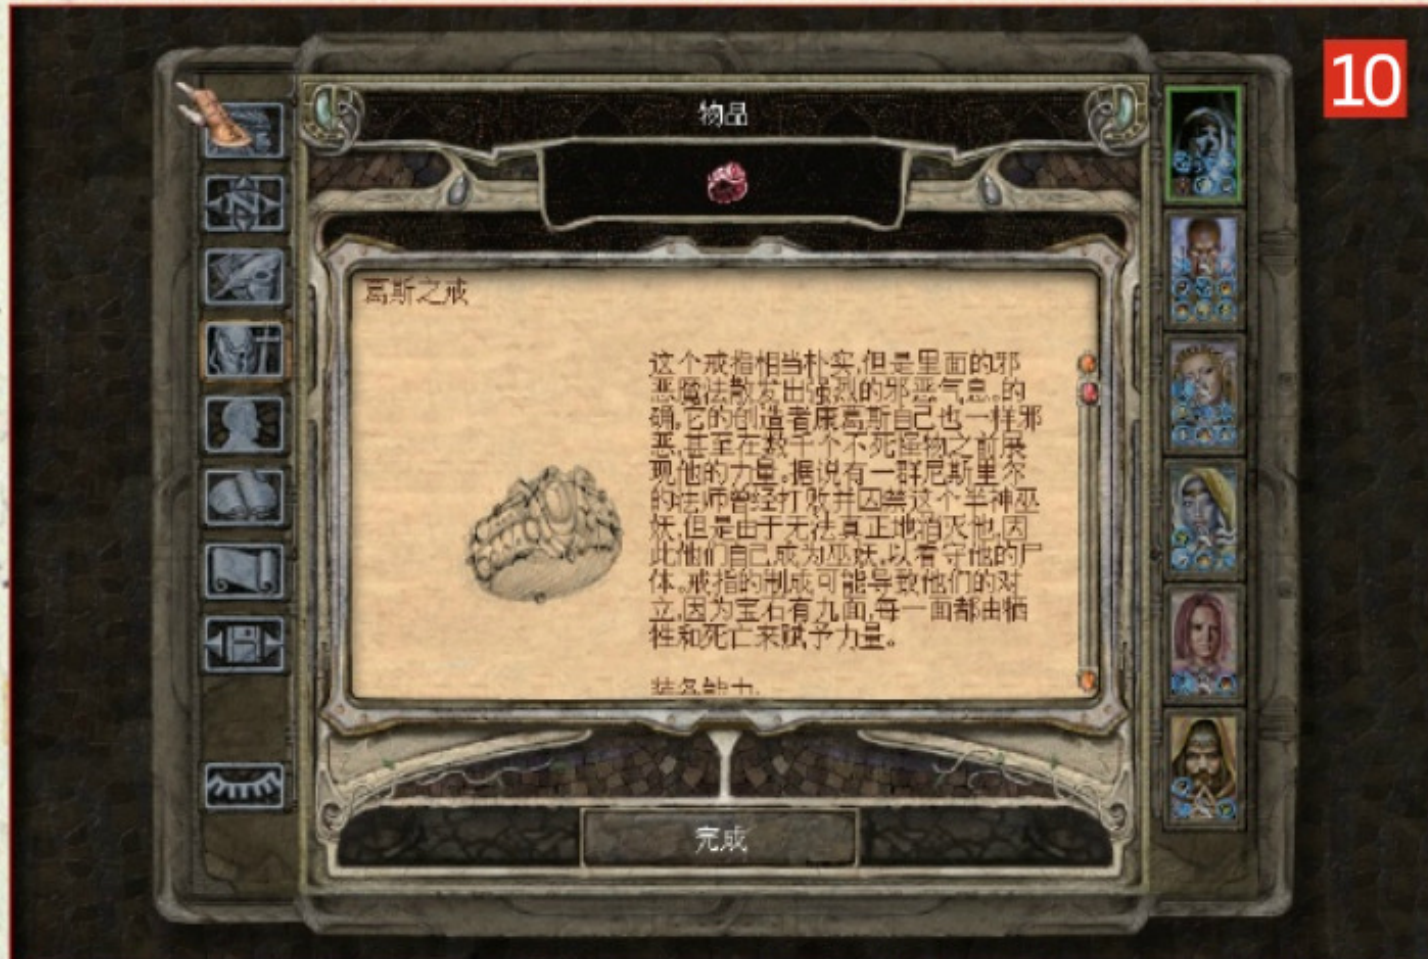 10
物品
葛斯之戒
这个戒指相当朴实,但是里面的邪
恶魔法散发出强烈的邪恶气息。的
确,它的创造者康葛斯自己也一样邪
恶,甚至在数千个不死怪物之前展
现他的力量。据说有一群尼斯里尔
的法师曾经打败并囚禁这个半神巫
妖,但是由于无法真正地消灭他,因
此他们自己成为巫妖,以看守他的尸
体。戒指的制成可能导致他们的对
立,因为宝石有九面,每一面都由牺
牲和死亡来赋予力量。
装备能力:
完成